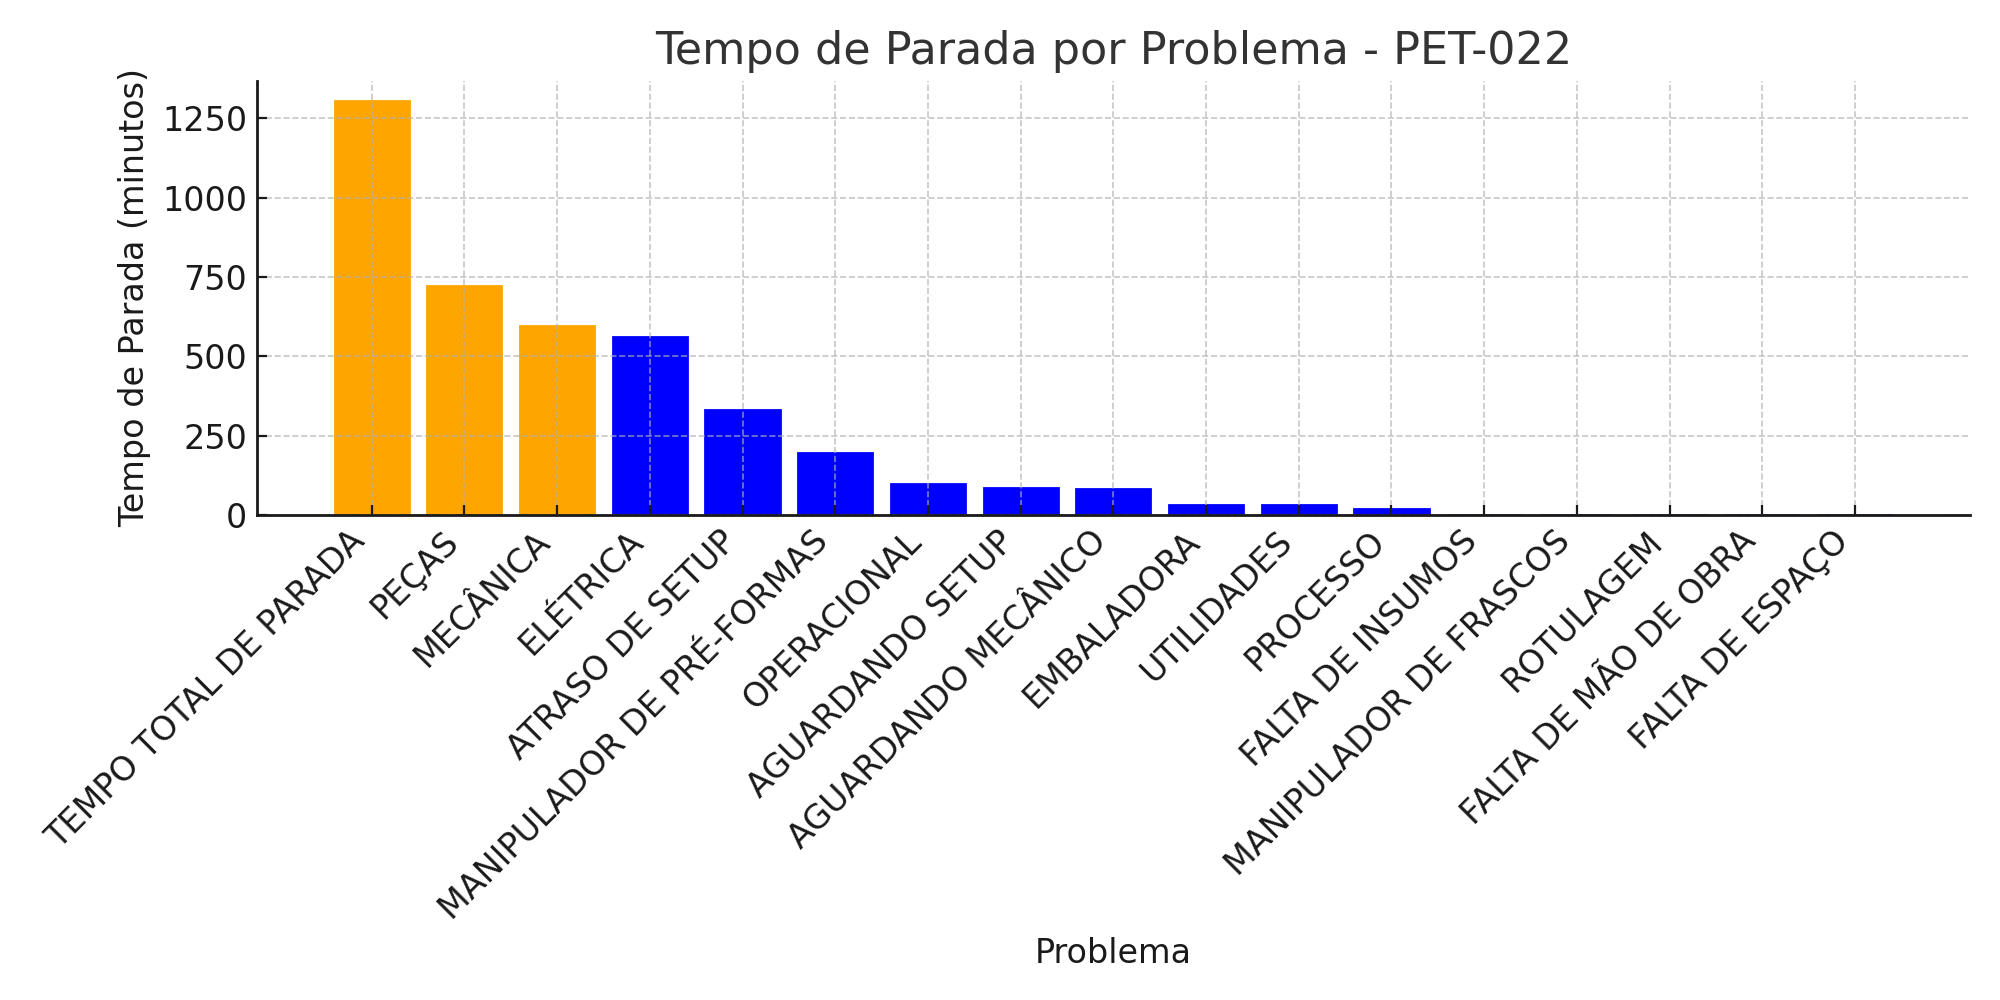 Tempo de Parada por Problema - PET-022
Tempo de Parada (minutos)
1250
1000
750
500
250
0
TEMPO TOTAL DE PARADA
PEÇAS
MECÂNICA
ELÉTRICA
ATRASO DE SETUP
MANIPULADOR DE PRÉ-FORMAS
OPERACIONAL
AGUARDANDO SETUP
AGUARDANDO MECÂNICO
EMBALADORA
UTILIDADES
PROCESSO
FALTA DE INSUMOS
MANIPULADOR DE FRASCOS
ROTULAGEM
FALTA DE MÃO DE OBRA
FALTA DE ESPAÇO
Problema